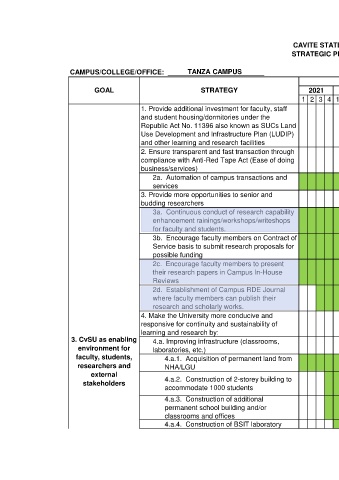 CAVITE STAT
STRATEGIC P
CAMPUS/COLLEGE/OFFICE: TANZA CAMPUS
GOAL STRATEGY 2021
1 2 3 4 1
1. Provide additional investment for faculty, staff
and student housing/dormitories under the
Republic Act No. 11396 also known as SUCs Land
Use Development and Infrastructure Plan (LUDIP)
and other learning and research facilities
2. Ensure transparent and fast transaction through
compliance with Anti-Red Tape Act (Ease of doing
business/services)
2a. Automation of campus transactions and
services
3. Provide more opportunities to senior and
budding researchers
3a. Continuous conduct of research capability
enhancement rainings/workshops/writeshops
for faculty and students.
3b. Encourage faculty members on Contract of
Service basis to submit research proposals for
possible funding
2c. Encourage faculty members to present
their research papers in Campus In-House
Reviews
2d. Establishment of Campus RDE Journal
where faculty members can publish their
research and scholarly works.
4. Make the University more conducive and
responsive for continuity and sustainability of
learning and research by:
3. CvSU as enabling
environment for
faculty, students,
researchers and
external
stakeholders
4.a. Improving infrastructure (classrooms,
laboratories, etc.)
4.a.1. Acquisition of permanent land from
NHA/LGU
4.a.2. Construction of 2-storey building to
accommodate 1000 students
4.a.3. Construction of additional
permanent school building and/or
classrooms and offices
4.a.4. Construction of BSIT laboratory